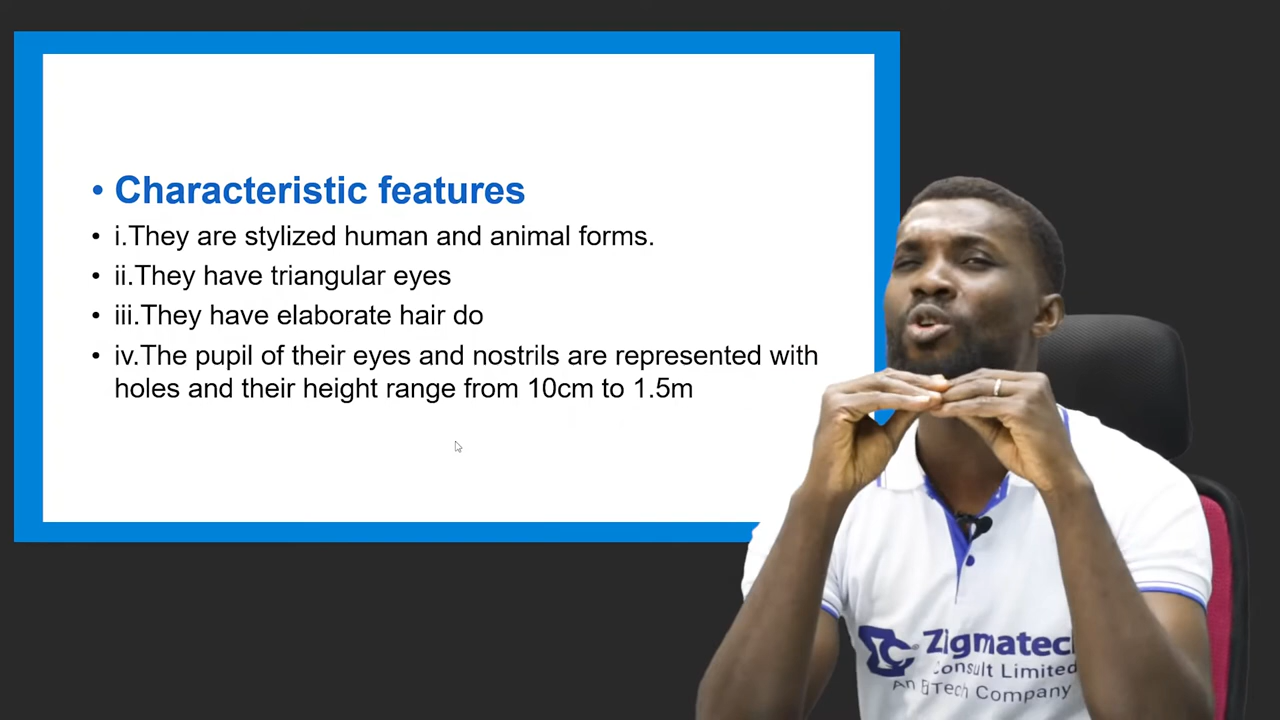 • Characteristic features
• i.They are stylized human and animal forms.
• ii.They have triangular eyes
• iii.They have elaborate hair do
• iv.The pupil of their eyes and nostrils are represented with
holes and their height range from 10cm to 1.5m
Zigmatech
Consult Limited
An ETech Company